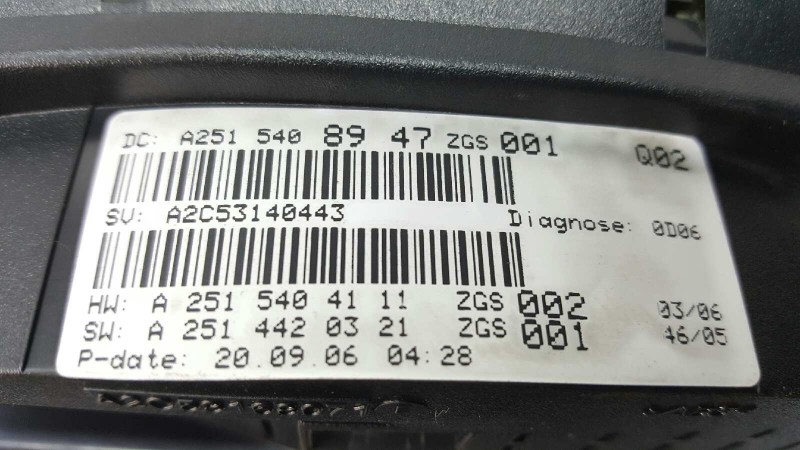 DC: A251 540 89 47 ZGS 001 Q02
SV: A2C53140443 Diagnose: 0D06
HW: A 251 540 41 11 ZGS 002 03/06
SW: A 251 442 03 21 ZGS 001 46/05
P-date: 20.09.06 04:28